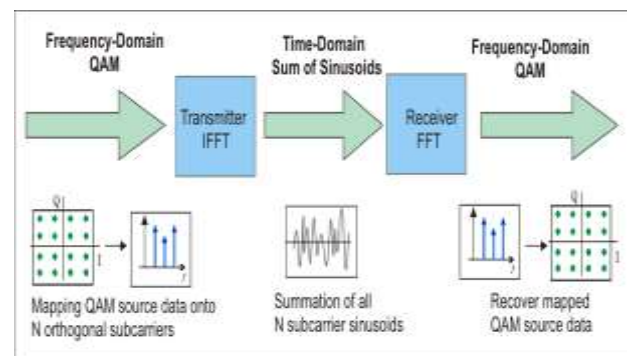 Frequency-Domain
QAM
Time-Domain
Sum of Sinusoids
Frequency-Domain
QAM
Transmitter
IFFT
Receiver
FFT
Q
I
f
Q
I
f
Mapping QAM source data onto
N orthogonal subcarriers
Summation of all
N subcarrier sinusoids
Recover mapped
QAM source data